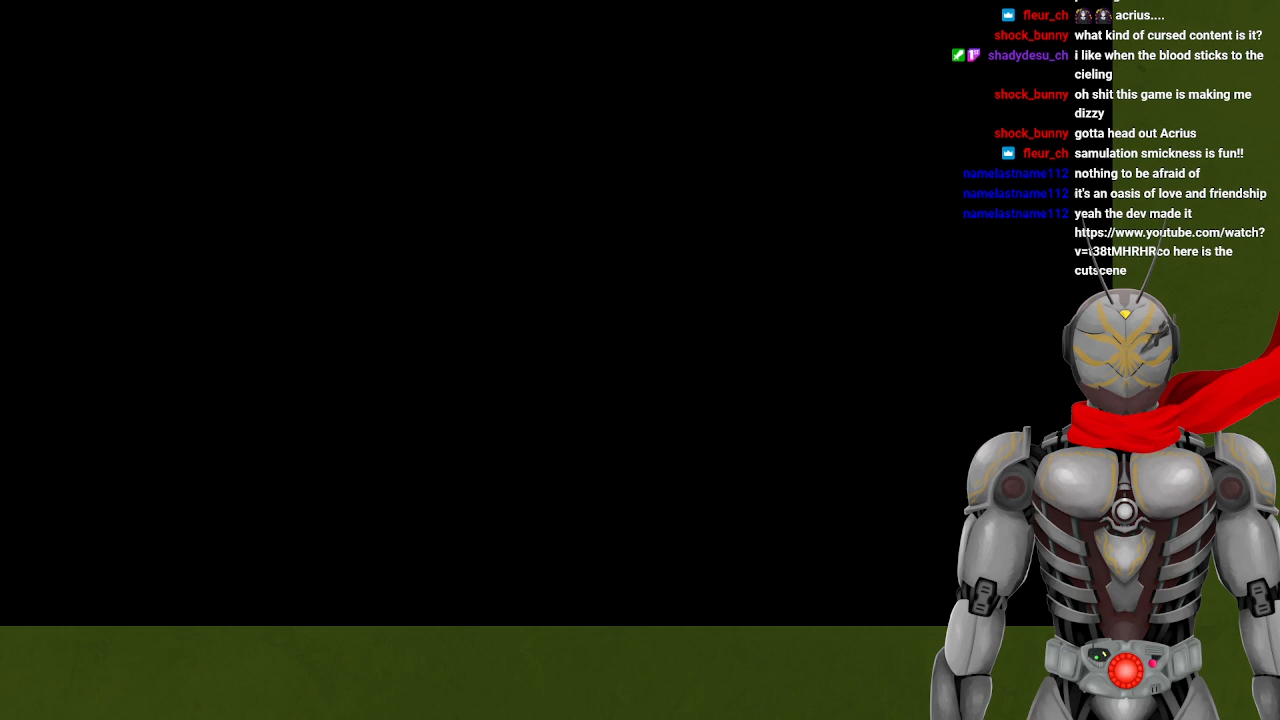 fleur_ch acrius....
shock_bunny what kind of cursed content is it?
shadydesu_ch i like when the blood sticks to the
cieling
shock_bunny oh shit this game is making me
dizzy
shock_bunny gotta head out Acrius
fleur_ch samulation smickness is fun!!
namelastname112 nothing to be afraid of
namelastname112 it's an oasis of love and friendship
namelastname112 yeah the dev made it
https://www.youtube.com/watch?
here is the
cutscene